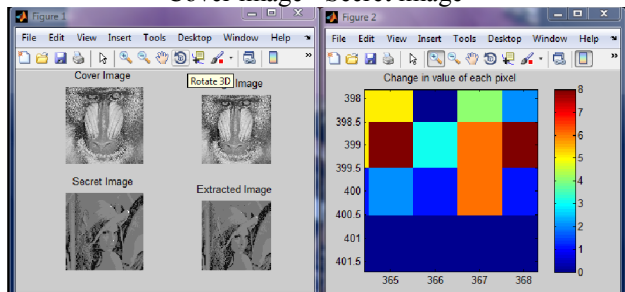 Cover image Secret image
Figure 1
File Edit View Insert Tools Desktop Window Help
Cover Image
Rotate 3D
Image
Secret Image
Extracted Image
Figure 2
File Edit View Insert Tools Desktop Window Help
Change in value of each pixel
398
398.5
399
399.5
400
400.5
401
401.5
365 366 367 368
8
7
6
5
4
3
2
1
0